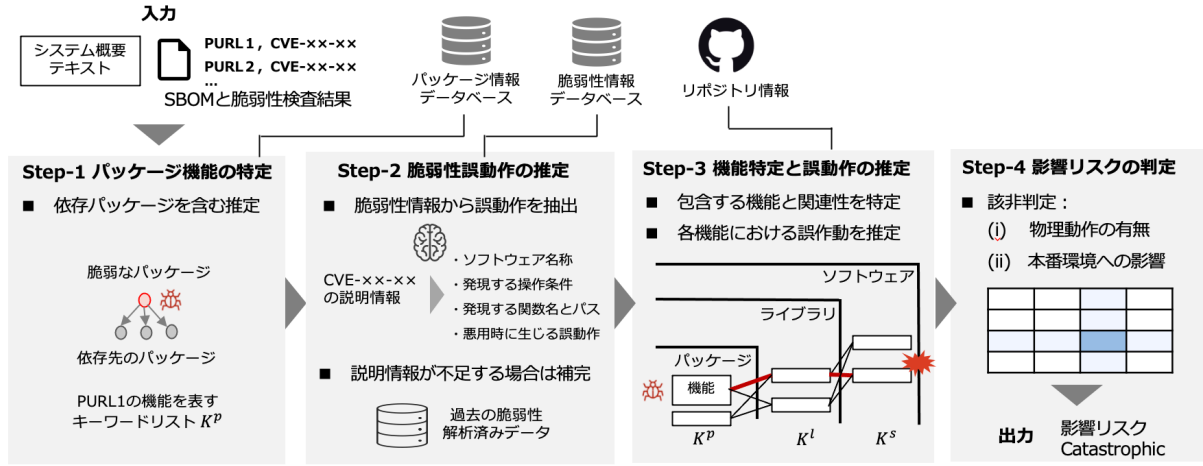 入力
システム概要
テキスト
PURL1, CVE-××-××
PURL2, CVE-××-××
...
SBOMと脆弱性検査結果
パッケージ情報
データベース
脆弱性情報
データベース
リポジトリ情報
Step-1 パッケージ機能の特定
■ 依存パッケージを含む推定
脆弱なパッケージ
依存先のパッケージ
PURL1の機能を表す
キーワードリスト K^p
Step-2 脆弱性誤動作の推定
■ 脆弱性情報から誤動作を抽出
CVE-××-××
の説明情報
・ソフトウェア名称
・発現する操作条件
・発現する関数名とパス
・悪用時に生じる誤動作
■ 説明情報が不足する場合は補完
過去の脆弱性
解析済みデータ
Step-3 機能特定と誤動作の推定
■ 包含する機能と関連性を特定
■ 各機能における誤作動を推定
ソフトウェア
ライブラリ
パッケージ
機能
K^p
K^l
K^s
Step-4 影響リスクの判定
■ 該非判定：
(i) 物理動作の有無
(ii) 本番環境への影響
出力
影響リスク
Catastrophic